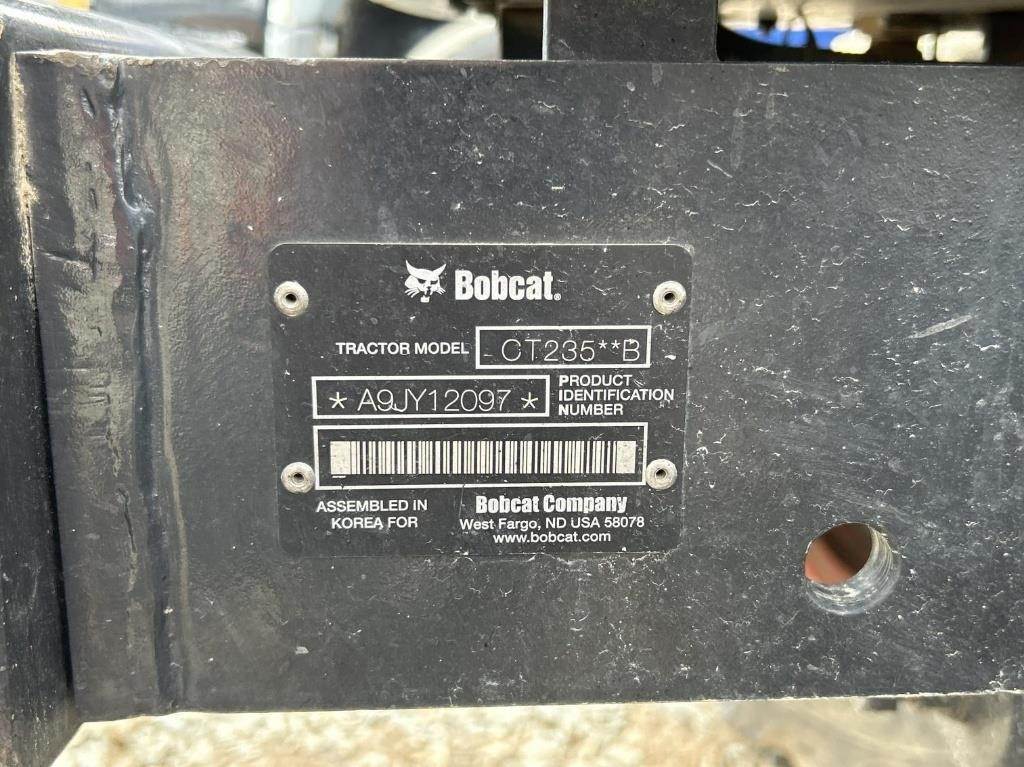 Bobcat®
TRACTOR MODEL CT235**B
* A9JY12097 * PRODUCT
IDENTIFICATION
NUMBER
ASSEMBLED IN
KOREA FOR
Bobcat Company
West Fargo, ND USA 58078
www.bobcat.com